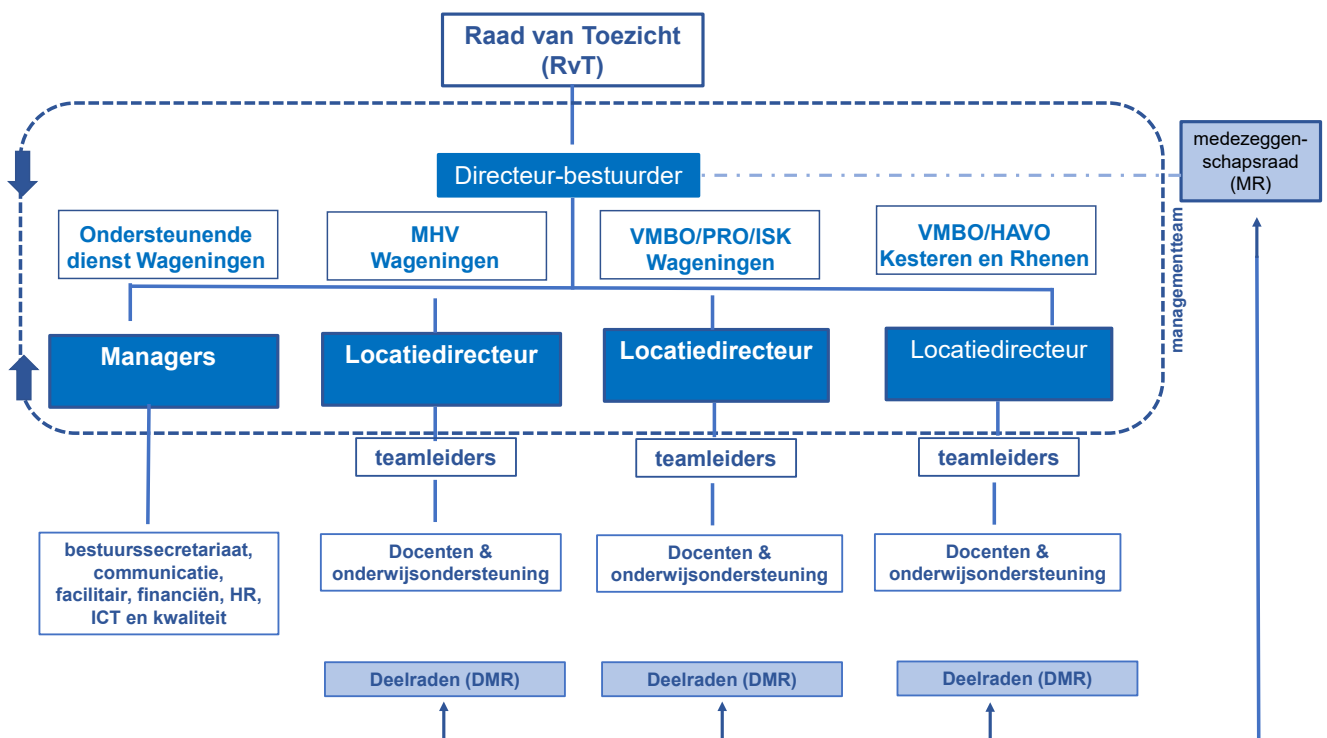 Raad van Toezicht
(RvT)
medezeggen-
schapsraad
(MR)
Directeur-bestuurder
managementteam
Ondersteunende
dienst Wageningen
MHV
Wageningen
VMBO/PRO/ISK
Wageningen
VMBO/HAVO
Kesteren en Rhenen
Managers
Locatiedirecteur
Locatiedirecteur
Locatiedirecteur
teamleiders
teamleiders
teamleiders
bestuurssecretariaat,
communicatie,
facilitair, financiën, HR,
ICT en kwaliteit
Docenten &
onderwijsondersteuning
Docenten &
onderwijsondersteuning
Docenten &
onderwijsondersteuning
Deelraden (DMR)
Deelraden (DMR)
Deelraden (DMR)